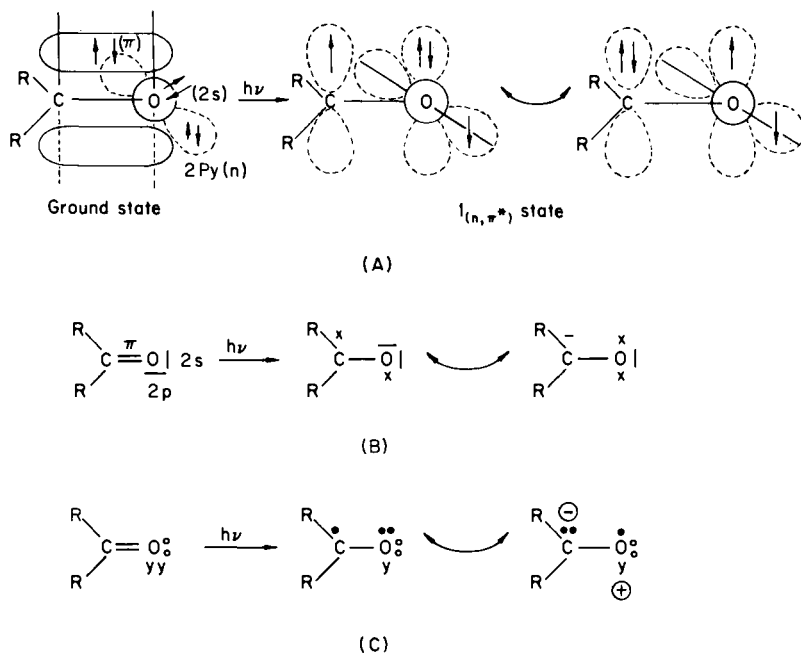 (π)
R
C
O
(2s)
hν
R
2Py(n)
Ground state
R
C
O
R
R
C
O
R
1(n, π*) state
(A)
R
C
π
O| 2s
2p
R
hν
R
x
C
O|
x
R
R
−
C
x
O|
x
R
(B)
R
C
O
yy
R
hν
R
C
O
y
R
R
⊖
C
O
y
⊕
R
(C)